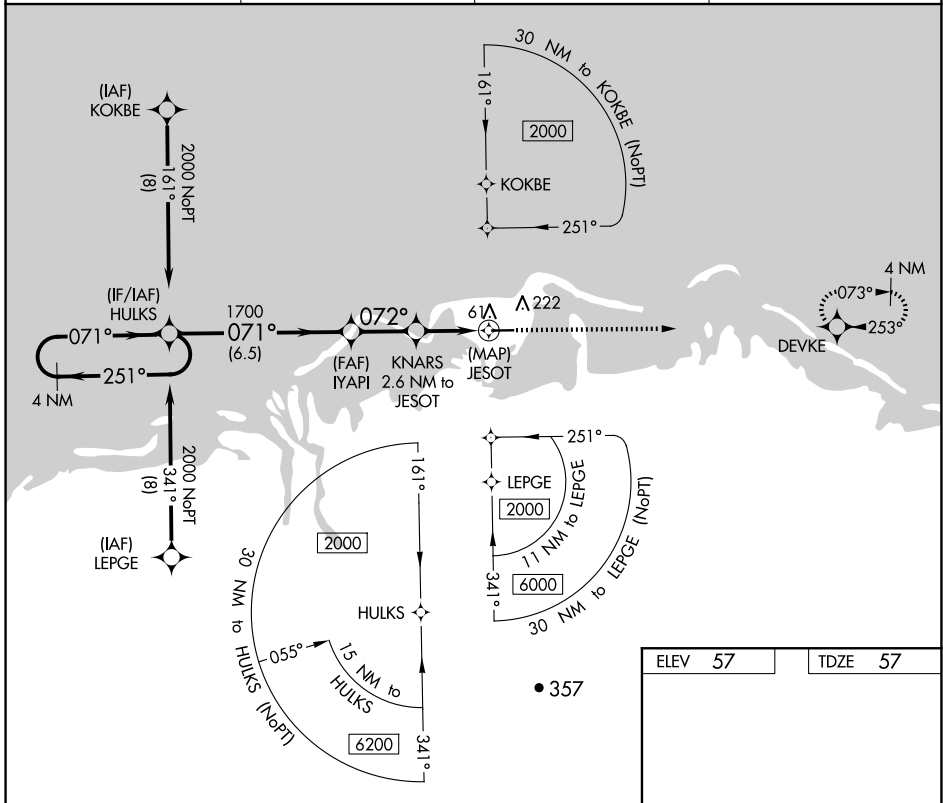 (IAF)
KOKBE
2000 NoPT
161°
(8)
30 NM to KOKBE (NoPT)
161°
2000
KOKBE
251°
(IF/IAF)
HULKS
071°
251°
4 NM
1700
071°
(6.5)
072°
(FAF)
IYAPI
KNARS
2.6 NM to
JESOT
61
222
(MAP)
JESOT
4 NM
073°
253°
DEVKE
2000 NoPT
341°
(8)
(IAF)
LEPGE
161°
2000
30 NM to HULKS (NoPT)
HULKS
055°
15 NM to
HULKS
6200
341°
251°
LEPGE
2000
11 NM to LEPGE
341°
6000
30 NM to LEPGE (NoPT)
357
ELEV 57
TDZE 57